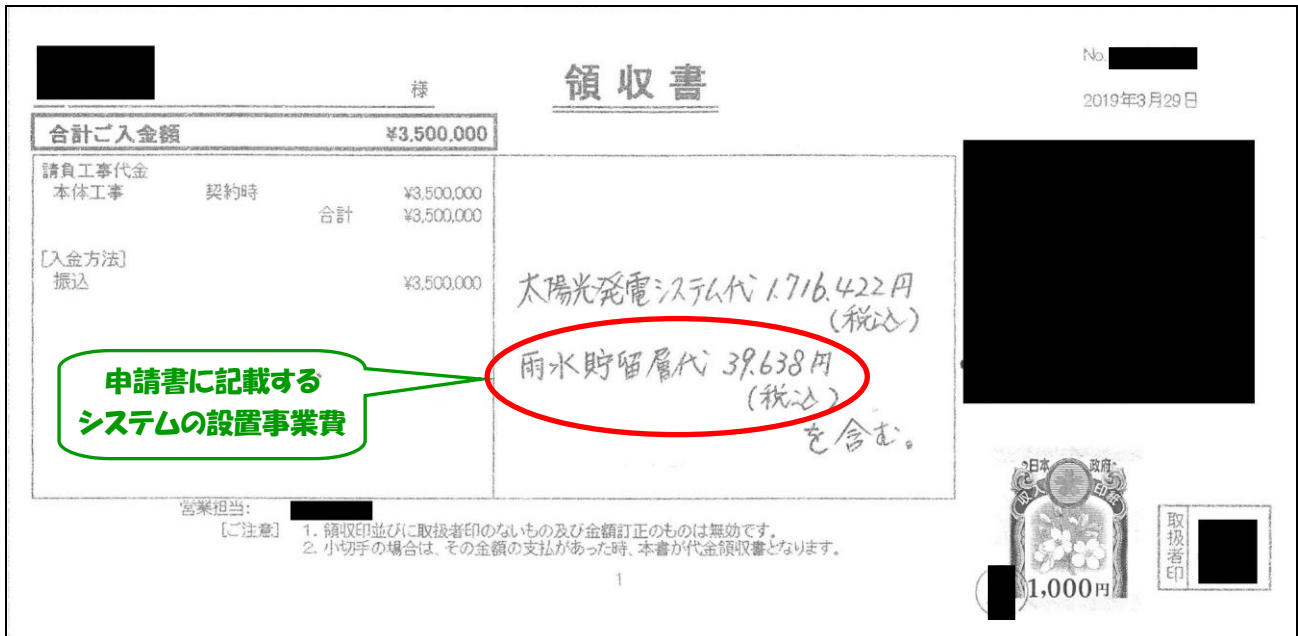 No.
2019年3月29日
様
領収書
合計ご入金額 ¥3,500,000
請負工事代金
本体工事 契約時 ¥3,500,000
合計 ¥3,500,000
[入金方法]
振込 ¥3,500,000
太陽光発電システム代 1.716.422円
(税込)
雨水貯留層代 39.638円
(税込)
を含む。
申請書に記載する
システムの設置事業費
営業担当:
[ご注意] 1. 領収印並びに取扱者印のないもの及び金額訂正のものは無効です。
2. 小切手の場合は、その金額の支払があった時、本書が代金領収書となります。
1
日本 政府
収入 印紙
1,000円
取扱者印